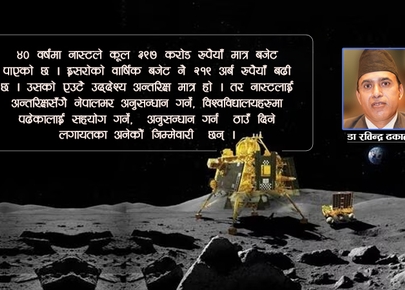 ४० वर्षमा नास्टले कूल ३९७ करोड रुपैयाँ मात्र बजेट
पाएको छ । इसरोको वार्षिक बजेट नै २१९ अर्ब रुपैयाँ बढी
छ । उसको एउटै उद्देश्य अन्तरिक्ष मात्र हो । तर नास्टलाई
अन्तरिक्षसँगै नेपालमर अनुसन्धान गर्ने, विश्वविद्यालयहरुमा
पढेकालाई सहयोग गर्ने, अनुसन्धान गर्न ठाउँ दिने
लगायतका अनेकौं जिम्मेवारी छन् ।
डा रविन्द्र ढकाल